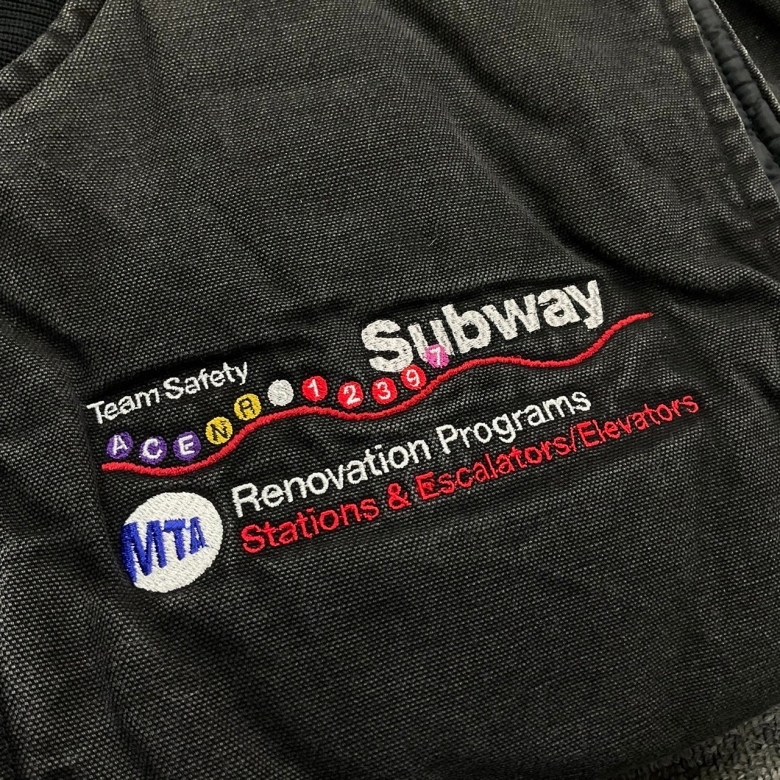 Subway
Team Safety
A C E N R 1 2 3 9 7
Renovation Programs
Stations & Escalators/Elevators
MTA